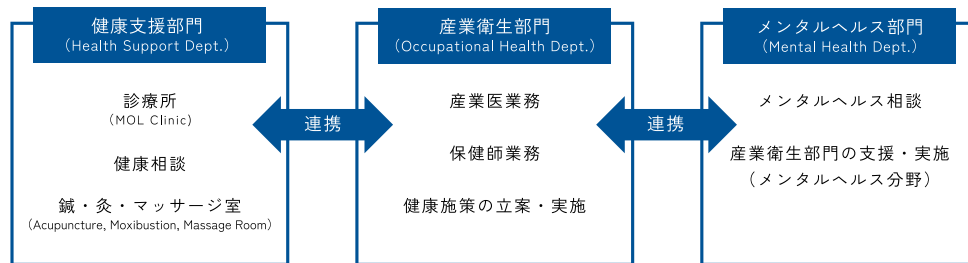 健康支援部門
（Health Support Dept.）
診療所
（MOL Clinic）
健康相談
鍼・灸・マッサージ室
（Acupuncture, Moxibustion, Massage Room）
連携
産業衛生部門
（Occupational Health Dept.）
産業医業務
保健師業務
健康施策の立案・実施
連携
メンタルヘルス部門
（Mental Health Dept.）
メンタルヘルス相談
産業衛生部門の支援・実施
（メンタルヘルス分野）